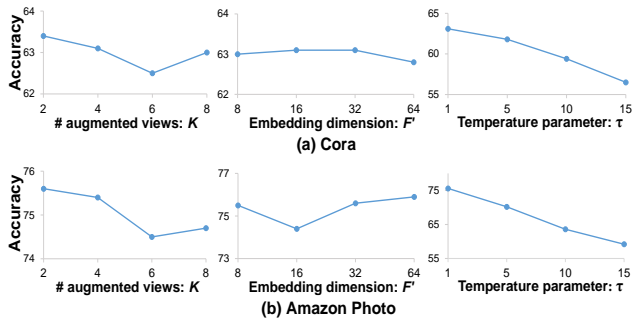 64
63
62
Accuracy
2 4 6 8
# augmented views: K
64
63
62
8 16 32 64
Embedding dimension: F'
65
60
55
1 5 10 15
Temperature parameter: τ
(a) Cora
76
75
74
Accuracy
2 4 6 8
# augmented views: K
77
75
73
8 16 32 64
Embedding dimension: F'
75
65
55
1 5 10 15
Temperature parameter: τ
(b) Amazon Photo